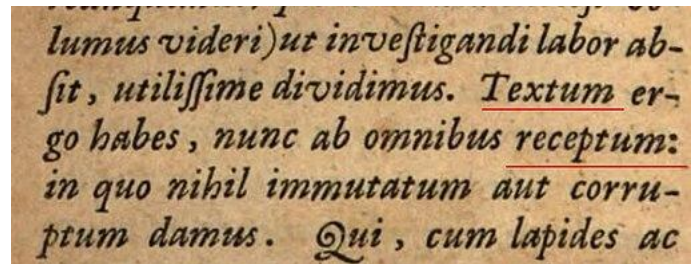 lumus videri)ut inveſtigandi labor ab-
ſit, utiliſſime dividimus. Textum er-
go habes, nunc ab omnibus receptum:
in quo nihil immutatum aut corru-
ptum damus. Qui, cum lapides ac